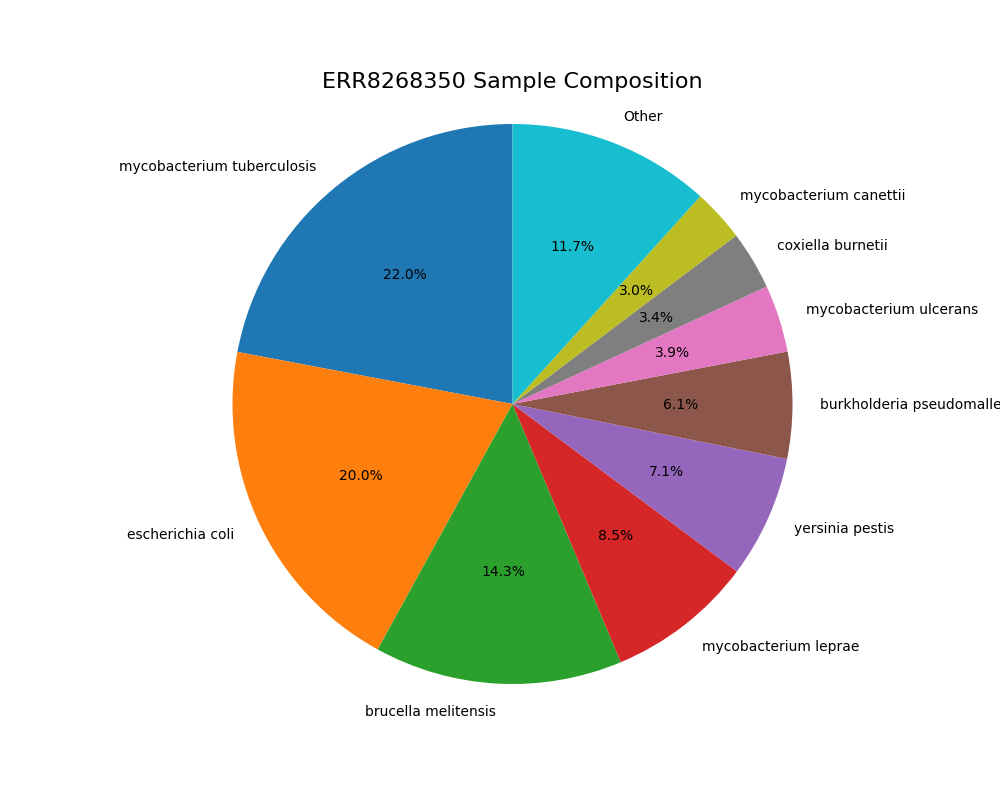 ERR8268350 Sample Composition
Other
mycobacterium tuberculosis
mycobacterium canettii
coxiella burnetii
11.7%
22.0%
3.0%
mycobacterium ulcerans
3.4%
3.9%
6.1%
burkholderia pseudomalle
7.1%
20.0%
yersinia pestis
escherichia coli
8.5%
14.3%
mycobacterium leprae
brucella melitensis